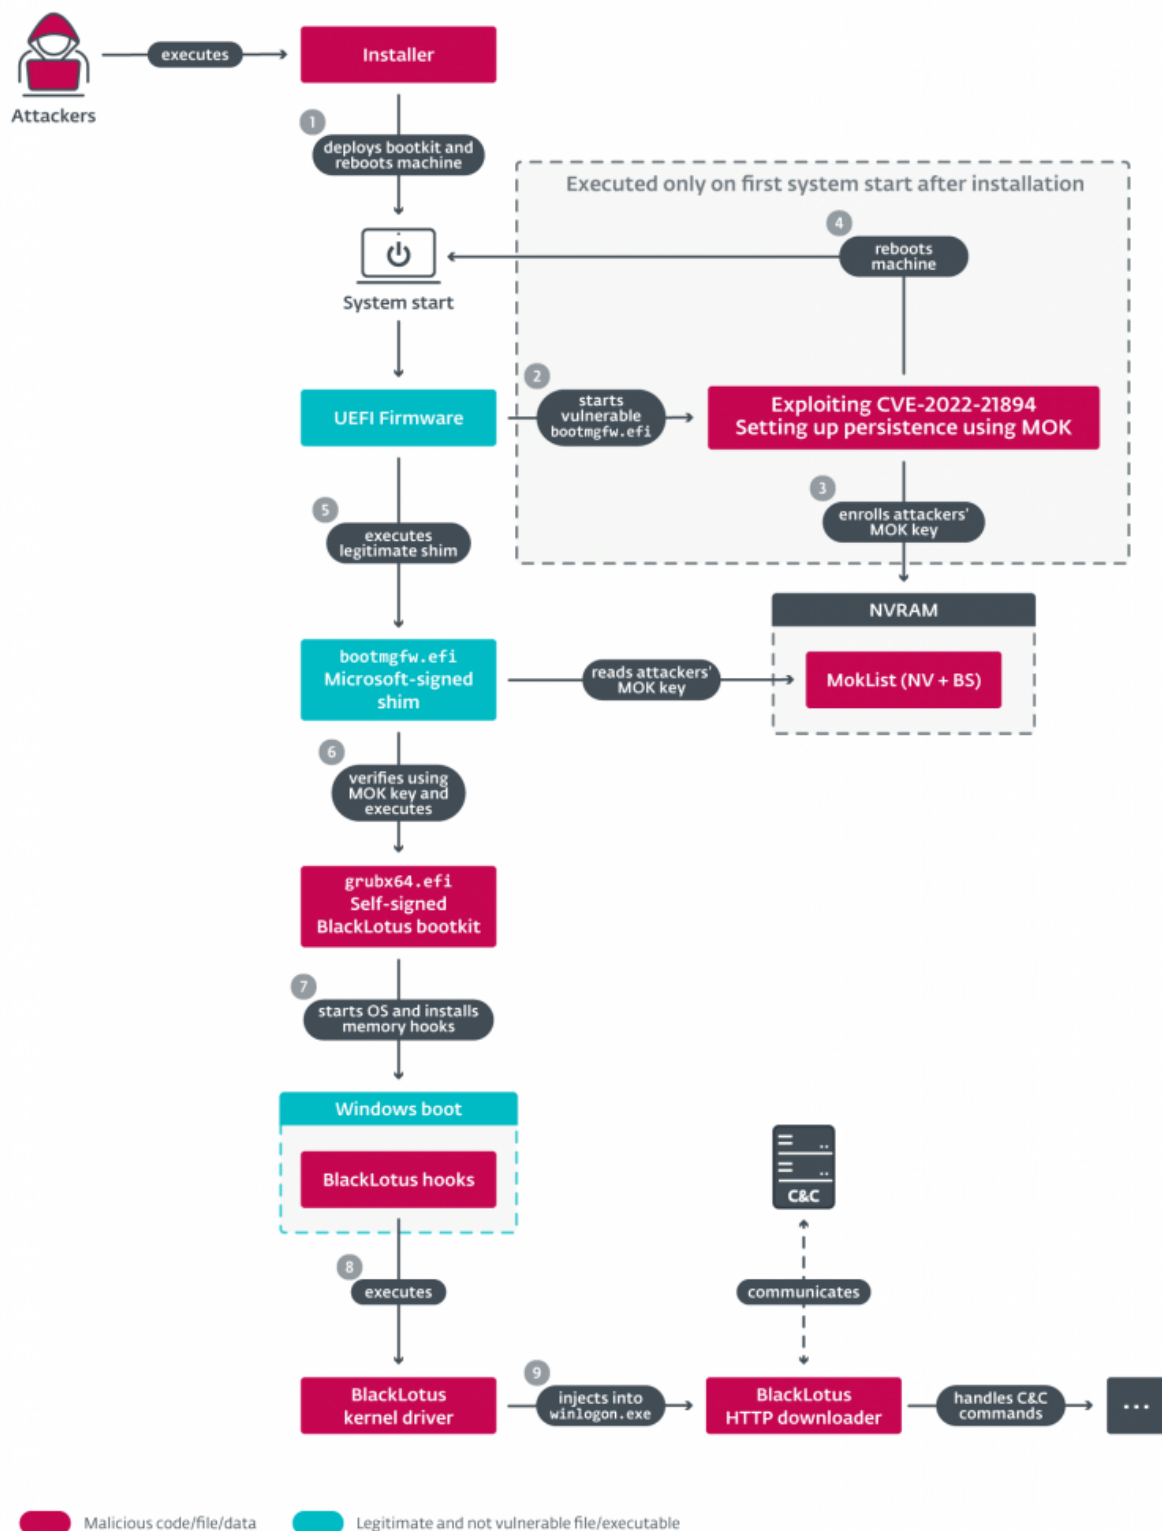 executes
Installer
Attackers
1
deploys bootkit and
reboots machine
Executed only on first system start after installation
4
reboots
machine
System start
2
starts
vulnerable
bootmgfw.efi
UEFI Firmware
Exploiting CVE-2022-21894
Setting up persistence using MOK
3
enrolls attackers'
MOK key
5
executes
legitimate shim
NVRAM
MokList (NV + BS)
bootmgfw.efi
Microsoft-signed
shim
reads attackers'
MOK key
6
verifies using
MOK key and
executes
grubx64.efi
Self-signed
BlackLotus bootkit
7
starts OS and installs
memory hooks
Windows boot
BlackLotus hooks
C&C
8
executes
communicates
BlackLotus
kernel driver
9
injects into
winlogon.exe
BlackLotus
HTTP downloader
handles C&C
commands
...
Malicious code/file/data
Legitimate and not vulnerable file/executable